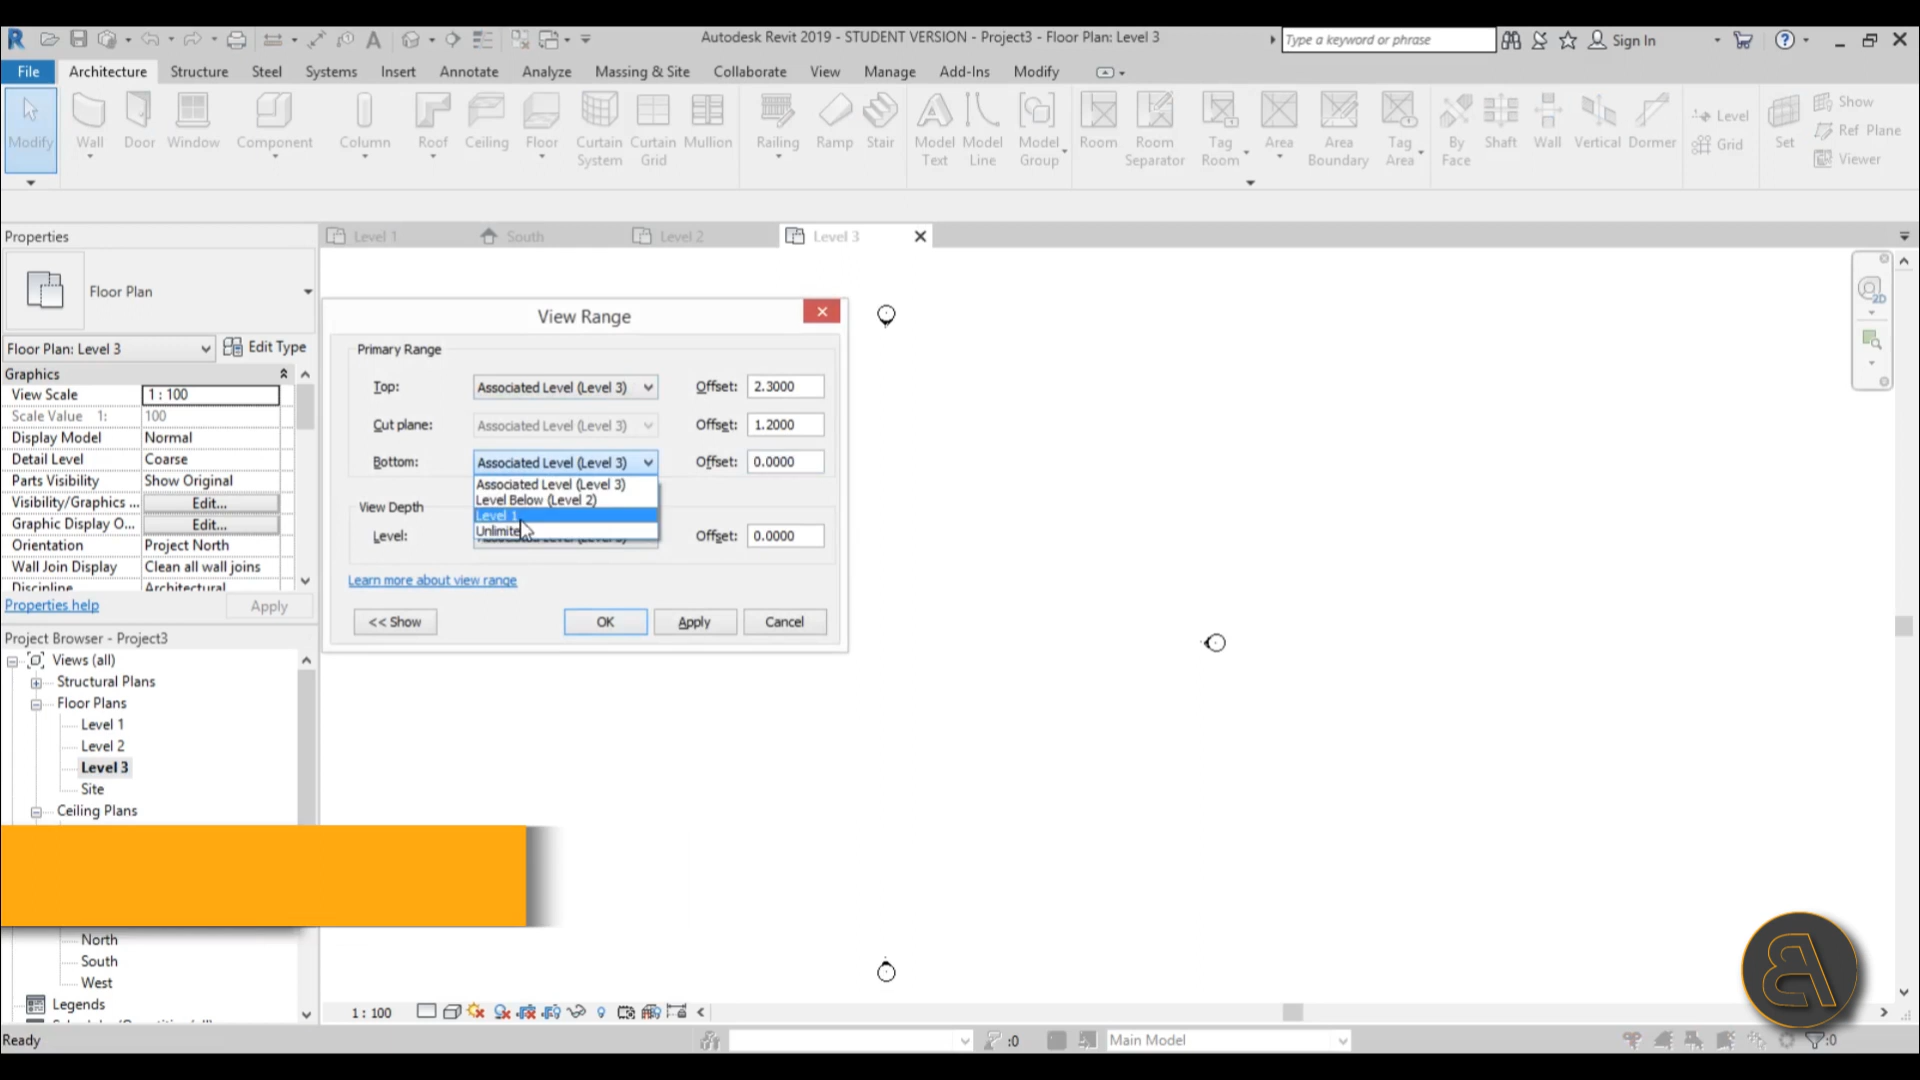 Autodesk Revit 2019 - STUDENT VERSION - Project3 - Floor Plan: Level 3
Type a keyword or phrase
Sign In
File Architecture Structure Steel Systems Insert Annotate Analyze Massing & Site Collaborate View Manage Add-Ins Modify
Modify
Wall
Door
Window
Component
Column
Roof
Ceiling
Floor
Curtain System
Curtain Grid
Mullion
Railing
Ramp
Stair
Model Text
Model Line
Model Group
Room
Room Separator
Tag Room
Area
Area Boundary
Tag Area
By Face
Shaft
Wall
Vertical
Dormer
Level
Grid
Set
Show
Ref Plane
Viewer
Properties
Level 1
South
Level 2
Level 3
Floor Plan
Floor Plan: Level 3
Edit Type
Graphics
View Scale 1 : 100
Scale Value 1: 100
Display Model Normal
Detail Level Coarse
Parts Visibility Show Original
Visibility/Graphics ... Edit...
Graphic Display O... Edit...
Orientation Project North
Wall Join Display Clean all wall joins
Discipline Architectural
Properties help
Apply
View Range
Primary Range
Top: Associated Level (Level 3) Offset: 2.3000
Cut plane: Associated Level (Level 3) Offset: 1.2000
Bottom: Associated Level (Level 3) Offset: 0.0000
Associated Level (Level 3)
Level Below (Level 2)
Level 1
View Depth
Level: Offset: 0.0000
Learn more about view range
<< Show OK Apply Cancel
2D
Project Browser - Project3
Views (all)
Structural Plans
Floor Plans
Level 1
Level 2
Level 3
Site
Ceiling Plans
North
South
West
Legends
1 : 100
Ready
:0
Main Model
:0